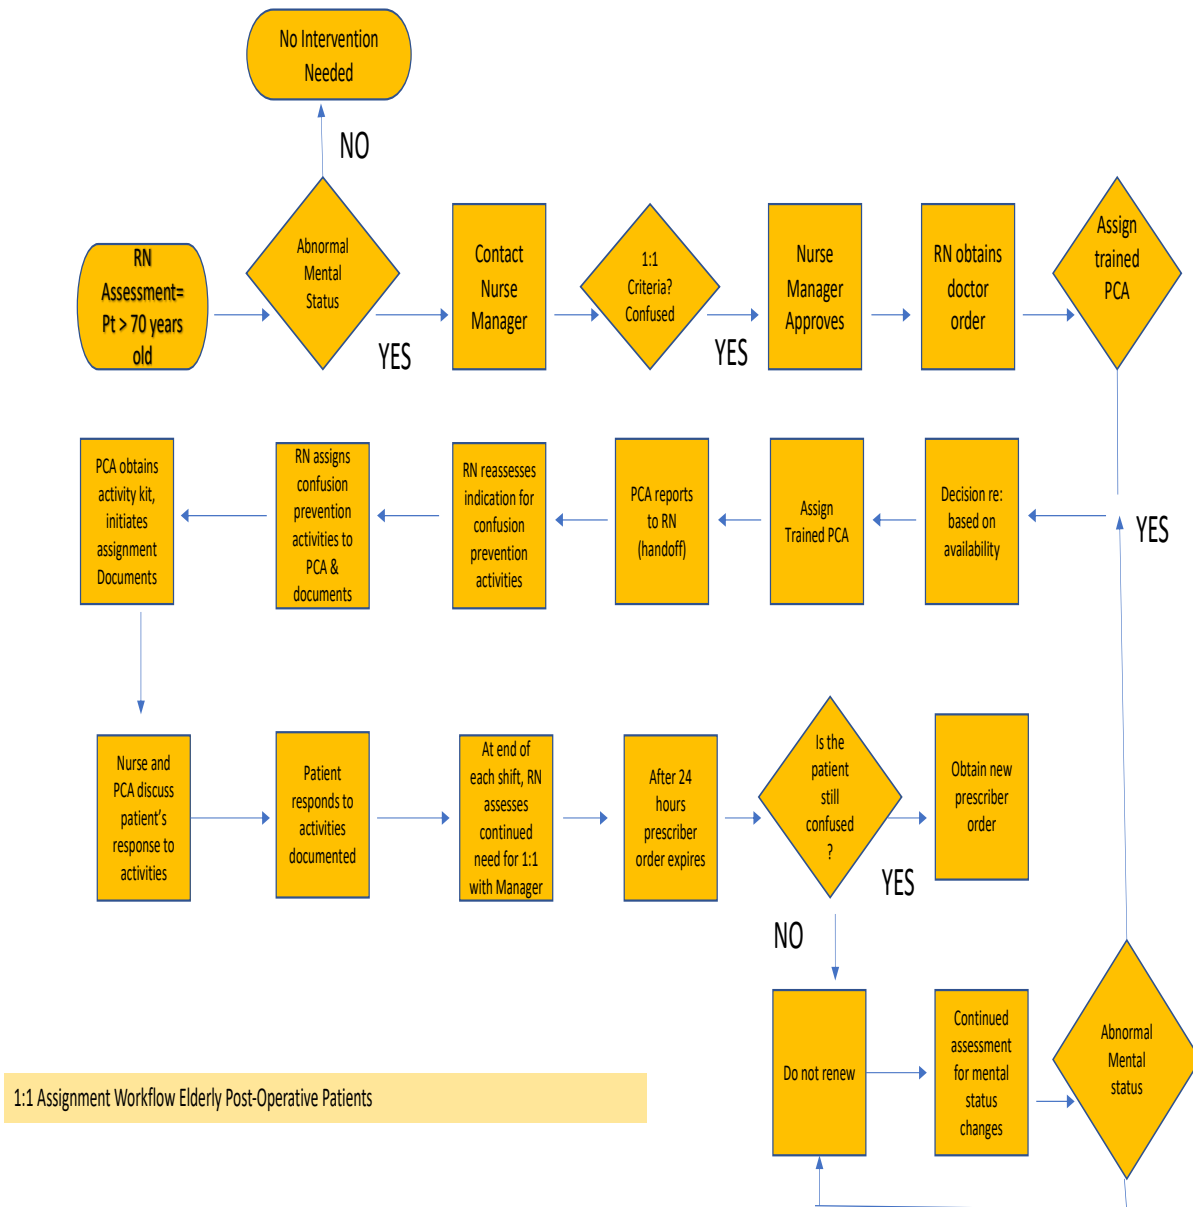 No Intervention
Needed
NO
RN
Assessment=
Pt > 70 years
old
Abnormal
Mental
Status
YES
Contact
Nurse
Manager
1:1
Criteria?
Confused
YES
Nurse
Manager
Approves
RN obtains
doctor
order
Assign
trained
PCA
YES
Decision re:
based on
availability
Assign
Trained PCA
PCA reports
to RN
(handoff)
RN reassesses
indication for
confusion
prevention
activities
RN assigns
confusion
prevention
activities to
PCA &
documents
PCA obtains
activity kit,
initiates
assignment
Documents
Nurse and
PCA discuss
patient’s
response to
activities
Patient
responds to
activities
documented
At end of
each shift, RN
assesses
continued
need for 1:1
with Manager
After 24
hours
prescriber
order expires
Is the
patient
still
confused
?
YES
Obtain new
prescriber
order
NO
Do not renew
Continued
assessment
for mental
status
changes
Abnormal
Mental
status
1:1 Assignment Workflow Elderly Post-Operative Patients